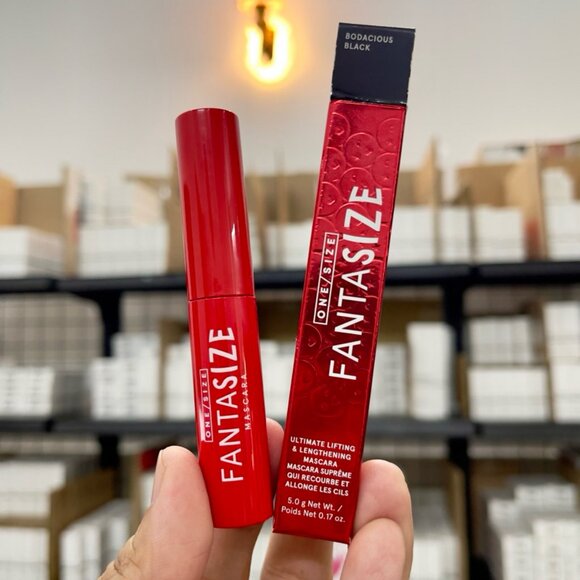 ONE/SIZE
FANTASIZE
MASCARA
BODACIOUS
BLACK
ONE/SIZE
FANTASIZE
ULTIMATE LIFTING
& LENGTHENING
MASCARA
MASCARA SUPRÊME
QUI RECOURBE ET
ALLONGE LES CILS
5.0 g Net Wt. /
Poids Net 0.17 oz.